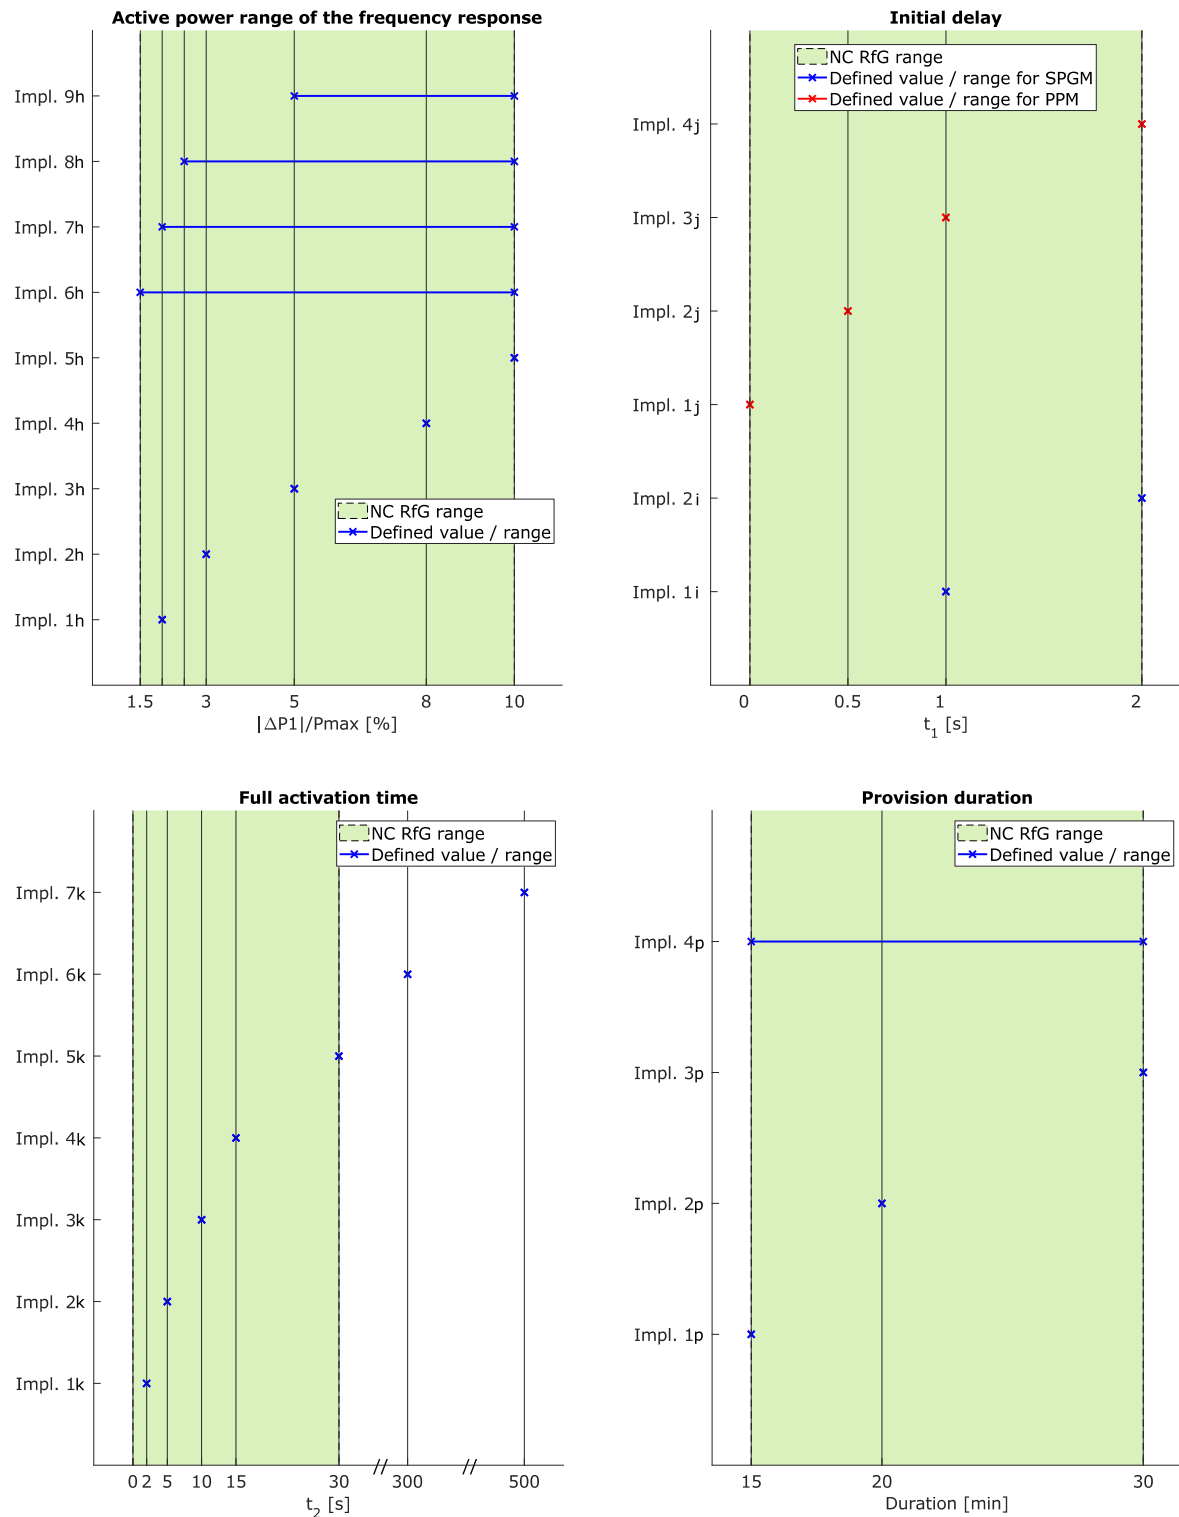 Active power range of the frequency response
Impl. 9h
Impl. 8h
Impl. 7h
Impl. 6h
Impl. 5h
Impl. 4h
Impl. 3h
Impl. 2h
Impl. 1h
NC RfG range
Defined value / range
1.5 3 5 8 10
|ΔP1|/Pmax [%]
Initial delay
NC RfG range
Defined value / range for SPGM
Defined value / range for PPM
Impl. 4j
Impl. 3j
Impl. 2j
Impl. 1j
Impl. 2i
Impl. 1i
0 0.5 1 2
t1 [s]
Full activation time
NC RfG range
Defined value / range
Impl. 7k
Impl. 6k
Impl. 5k
Impl. 4k
Impl. 3k
Impl. 2k
Impl. 1k
0 2 5 10 15 30 // 300 // 500
t2 [s]
Provision duration
NC RfG range
Defined value / range
Impl. 4p
Impl. 3p
Impl. 2p
Impl. 1p
15 20 30
Duration [min]